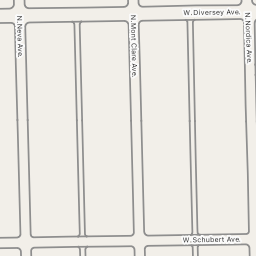 W. Diversey Ave.
N. Neva Ave.
N. Mont Clare Ave.
N. Nordica Ave.
W. Schubert Ave.